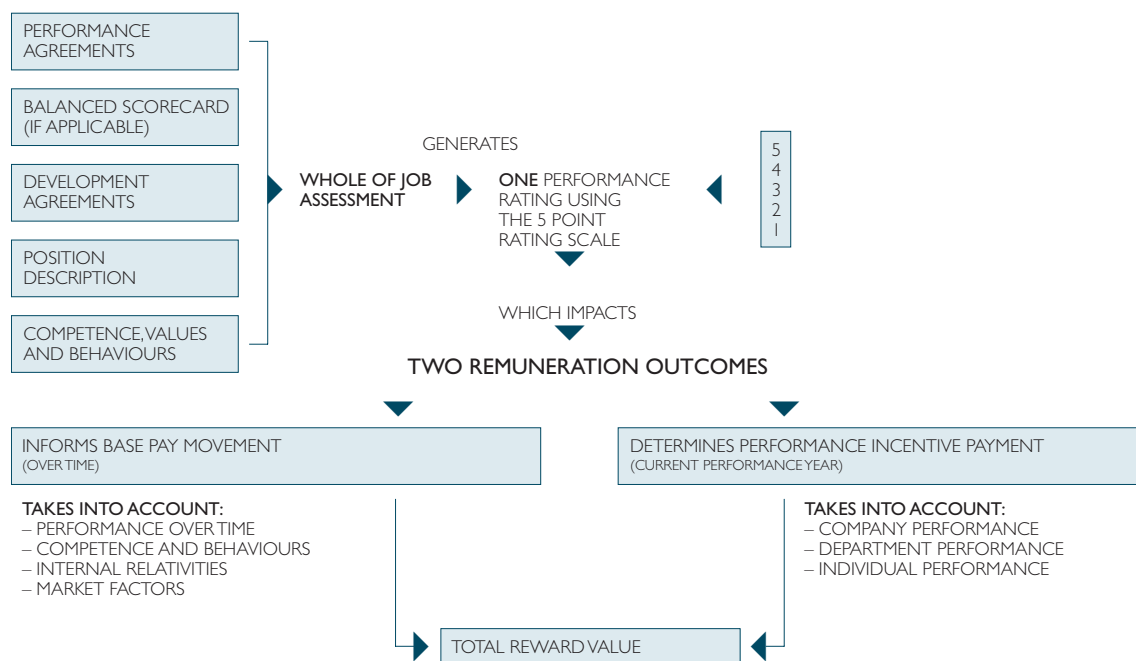 PERFORMANCE
AGREEMENTS
BALANCED SCORECARD
(IF APPLICABLE)
DEVELOPMENT
AGREEMENTS
POSITION
DESCRIPTION
COMPETENCE, VALUES
AND BEHAVIOURS
WHOLE OF JOB
ASSESSMENT
GENERATES
ONE PERFORMANCE
RATING USING
THE 5 POINT
RATING SCALE
5
4
3
2
1
WHICH IMPACTS
TWO REMUNERATION OUTCOMES
INFORMS BASE PAY MOVEMENT
(OVER TIME)
TAKES INTO ACCOUNT:
– PERFORMANCE OVER TIME
– COMPETENCE AND BEHAVIOURS
– INTERNAL RELATIVITIES
– MARKET FACTORS
DETERMINES PERFORMANCE INCENTIVE PAYMENT
(CURRENT PERFORMANCE YEAR)
TAKES INTO ACCOUNT:
– COMPANY PERFORMANCE
– DEPARTMENT PERFORMANCE
– INDIVIDUAL PERFORMANCE
TOTAL REWARD VALUE